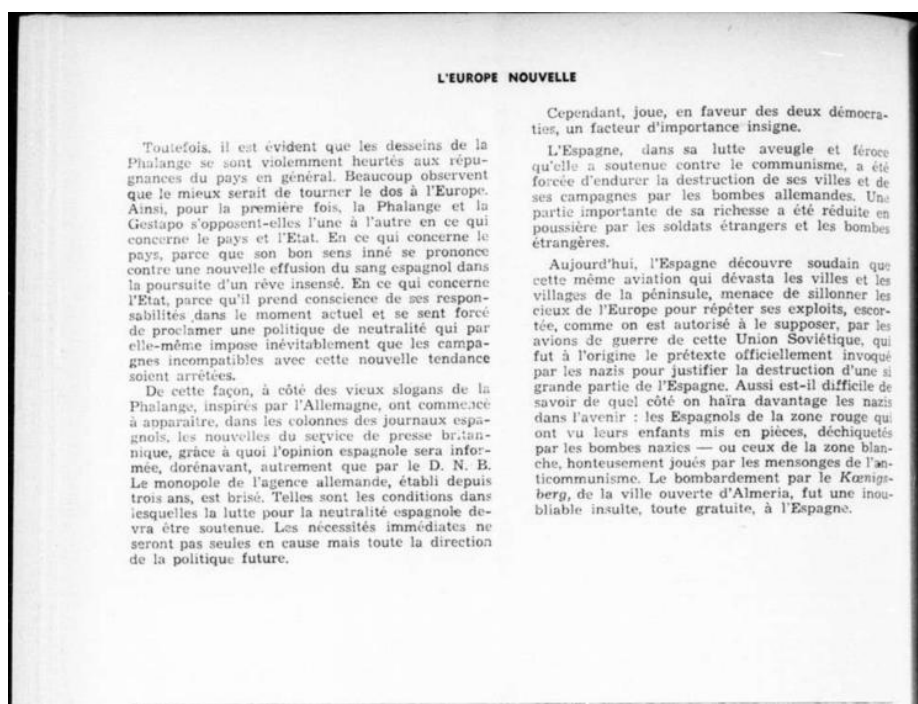 L'EUROPE NOUVELLE
Toutefois, il est évident que les desseins de la
Phalange se sont violemment heurtés aux répu-
gnances du pays en général. Beaucoup observent
que le mieux serait de tourner le dos à l'Europe.
Ainsi, pour la première fois, la Phalange et la
Gestapo s'opposent-elles l'une à l'autre en ce qui
concerne le pays et l'Etat. En ce qui concerne le
pays, parce que son bon sens inné se prononce
contre une nouvelle effusion du sang espagnol dans
la poursuite d'un rêve insensé. En ce qui concerne
l'Etat, parce qu'il prend conscience de ses respon-
sabilités dans le moment actuel et se sent forcé
de proclamer une politique de neutralité qui par
elle-même impose inévitablement que les campa-
gnes incompatibles avec cette nouvelle tendance
soient arrêtées.
De cette façon, à côté des vieux slogans de la
Phalange, inspirés par l'Allemagne, ont commencé
à apparaitre, dans les colonnes des journaux espa-
gnols, les nouvelles du service de presse britan-
nique, grâce à quoi l'opinion espagnole sera infor-
mée, dorénavant, autrement que par le D. N. B.
Le monopole de l'agence allemande, établi depuis
trois ans, est brisé. Telles sont les conditions dans
lesquelles la lutte pour la neutralité espagnole de-
vra être soutenue. Les nécessités immédiates ne
seront pas seules en cause mais toute la direction
de la politique future.
Cependant, joue, en faveur des deux démocra-
ties, un facteur d'importance insigne.
L'Espagne, dans sa lutte aveugle et féroce
qu'elle a soutenue contre le communisme, a été
forcée d'endurer la destruction de ses villes et de
ses campagnes par les bombes allemandes. Une
partie importante de sa richesse a été réduite en
poussière par les soldats étrangers et les bombes
étrangères.
Aujourd'hui, l'Espagne découvre soudain que
cette même aviation qui dévasta les villes et les
villages de la péninsule, menace de sillonner les
cieux de l'Europe pour répéter ses exploits, escor-
tée, comme on est autorisé à le supposer, par les
avions de guerre de cette Union Soviétique, qui
fut à l'origine le prétexte officiellement invoqué
par les nazis pour justifier la destruction d'une si
grande partie de l'Espagne. Aussi est-il difficile de
savoir de quel côté on haïra davantage les nazis
dans l'avenir : les Espagnols de la zone rouge qui
ont vu leurs enfants mis en pièces, déchiquetés
par les bombes nazies — ou ceux de la zone blan-
che, honteusement joués par les mensonges de l'an-
ticommunisme. Le bombardement par le Kœnigs-
berg, de la ville ouverte d'Almeria, fut une inou-
bliable insulte, toute gratuite, à l'Espagne.